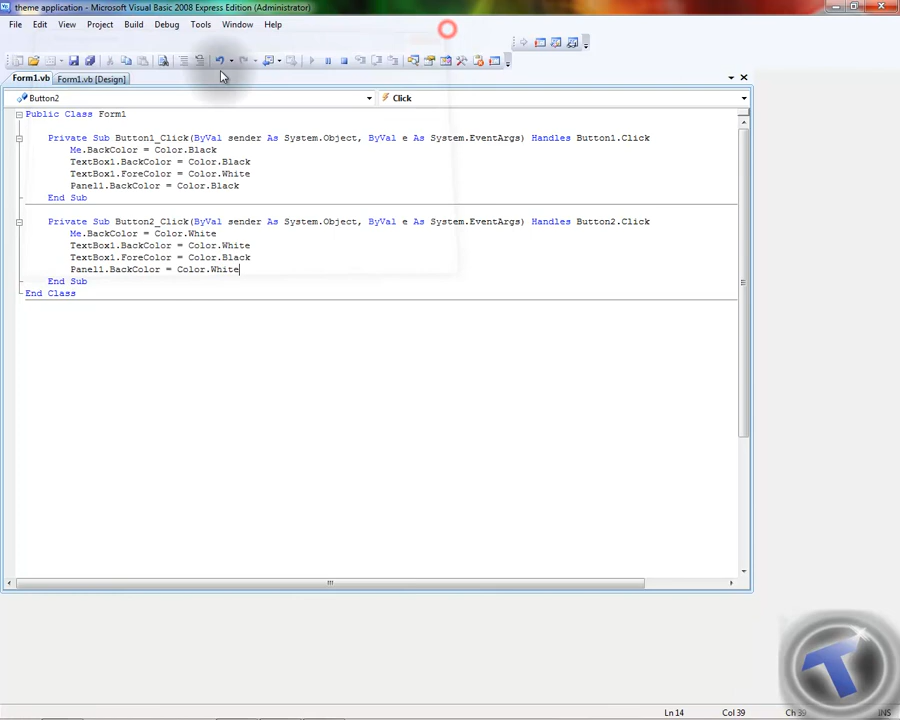 theme application - Microsoft Visual Basic 2008 Express Edition (Administrator)
File Edit View Project Build Debug Tools Window Help
Form1.vb Form1.vb [Design]
Button2 Click
Public Class Form1
Private Sub Button1_Click(ByVal sender As System.Object, ByVal e As System.EventArgs) Handles Button1.Click
Me.BackColor = Color.Black
TextBox1.BackColor = Color.Black
TextBox1.ForeColor = Color.White
Panel1.BackColor = Color.Black
End Sub
Private Sub Button2_Click(ByVal sender As System.Object, ByVal e As System.EventArgs) Handles Button2.Click
Me.BackColor = Color.White
TextBox1.BackColor = Color.White
TextBox1.ForeColor = Color.Black
Panel1.BackColor = Color.White
End Sub
End Class
Ln 14 Col 39 Ch 39 INS
T